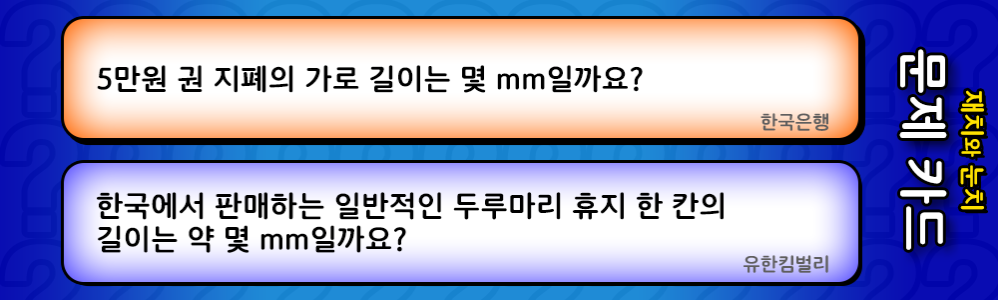 5만원 권 지폐의 가로 길이는 몇 mm일까요?
한국은행
한국에서 판매하는 일반적인 두루마리 휴지 한 칸의
길이는 약 몇 mm일까요?
유한킴벌리
재치와 눈치
문제 카드